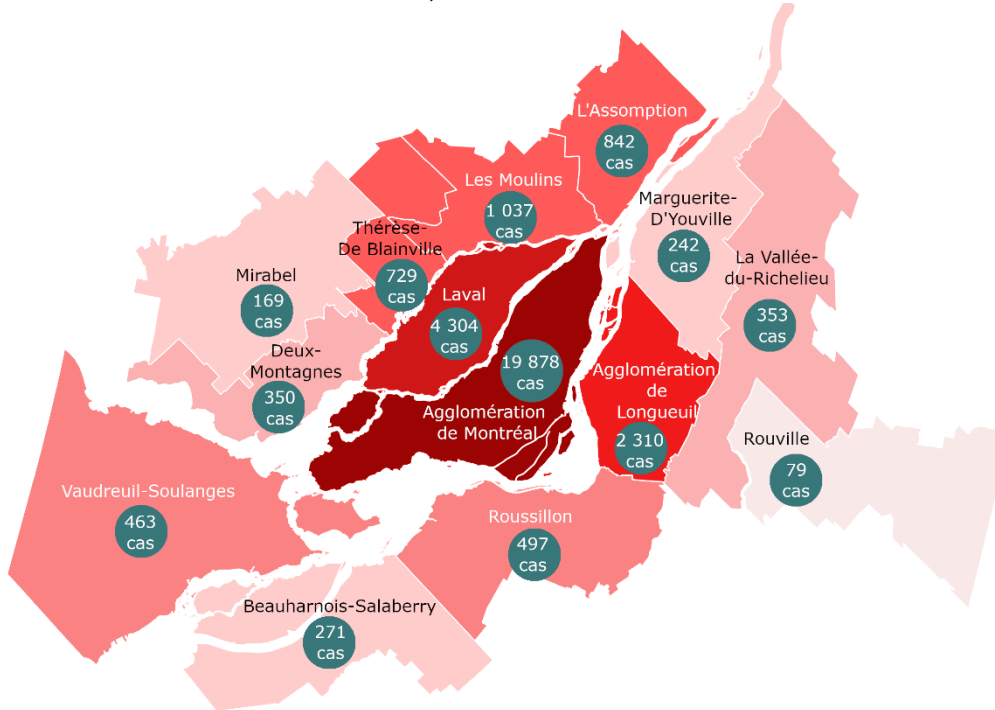 L'Assomption
842
cas
Les Moulins
1 037
cas
Marguerite-
D'Youville
242
cas
Thérèse-
De Blainville
729
cas
La Vallée-
du-Richelieu
353
cas
Mirabel
169
cas
Laval
4 304
cas
Deux-
Montagnes
350
cas
19 878
cas
Agglomération
de Montréal
Agglomération
de
Longueuil
2 310
cas
Rouville
79
cas
Vaudreuil-Soulanges
463
cas
Roussillon
497
cas
Beauharnois-Salaberry
271
cas